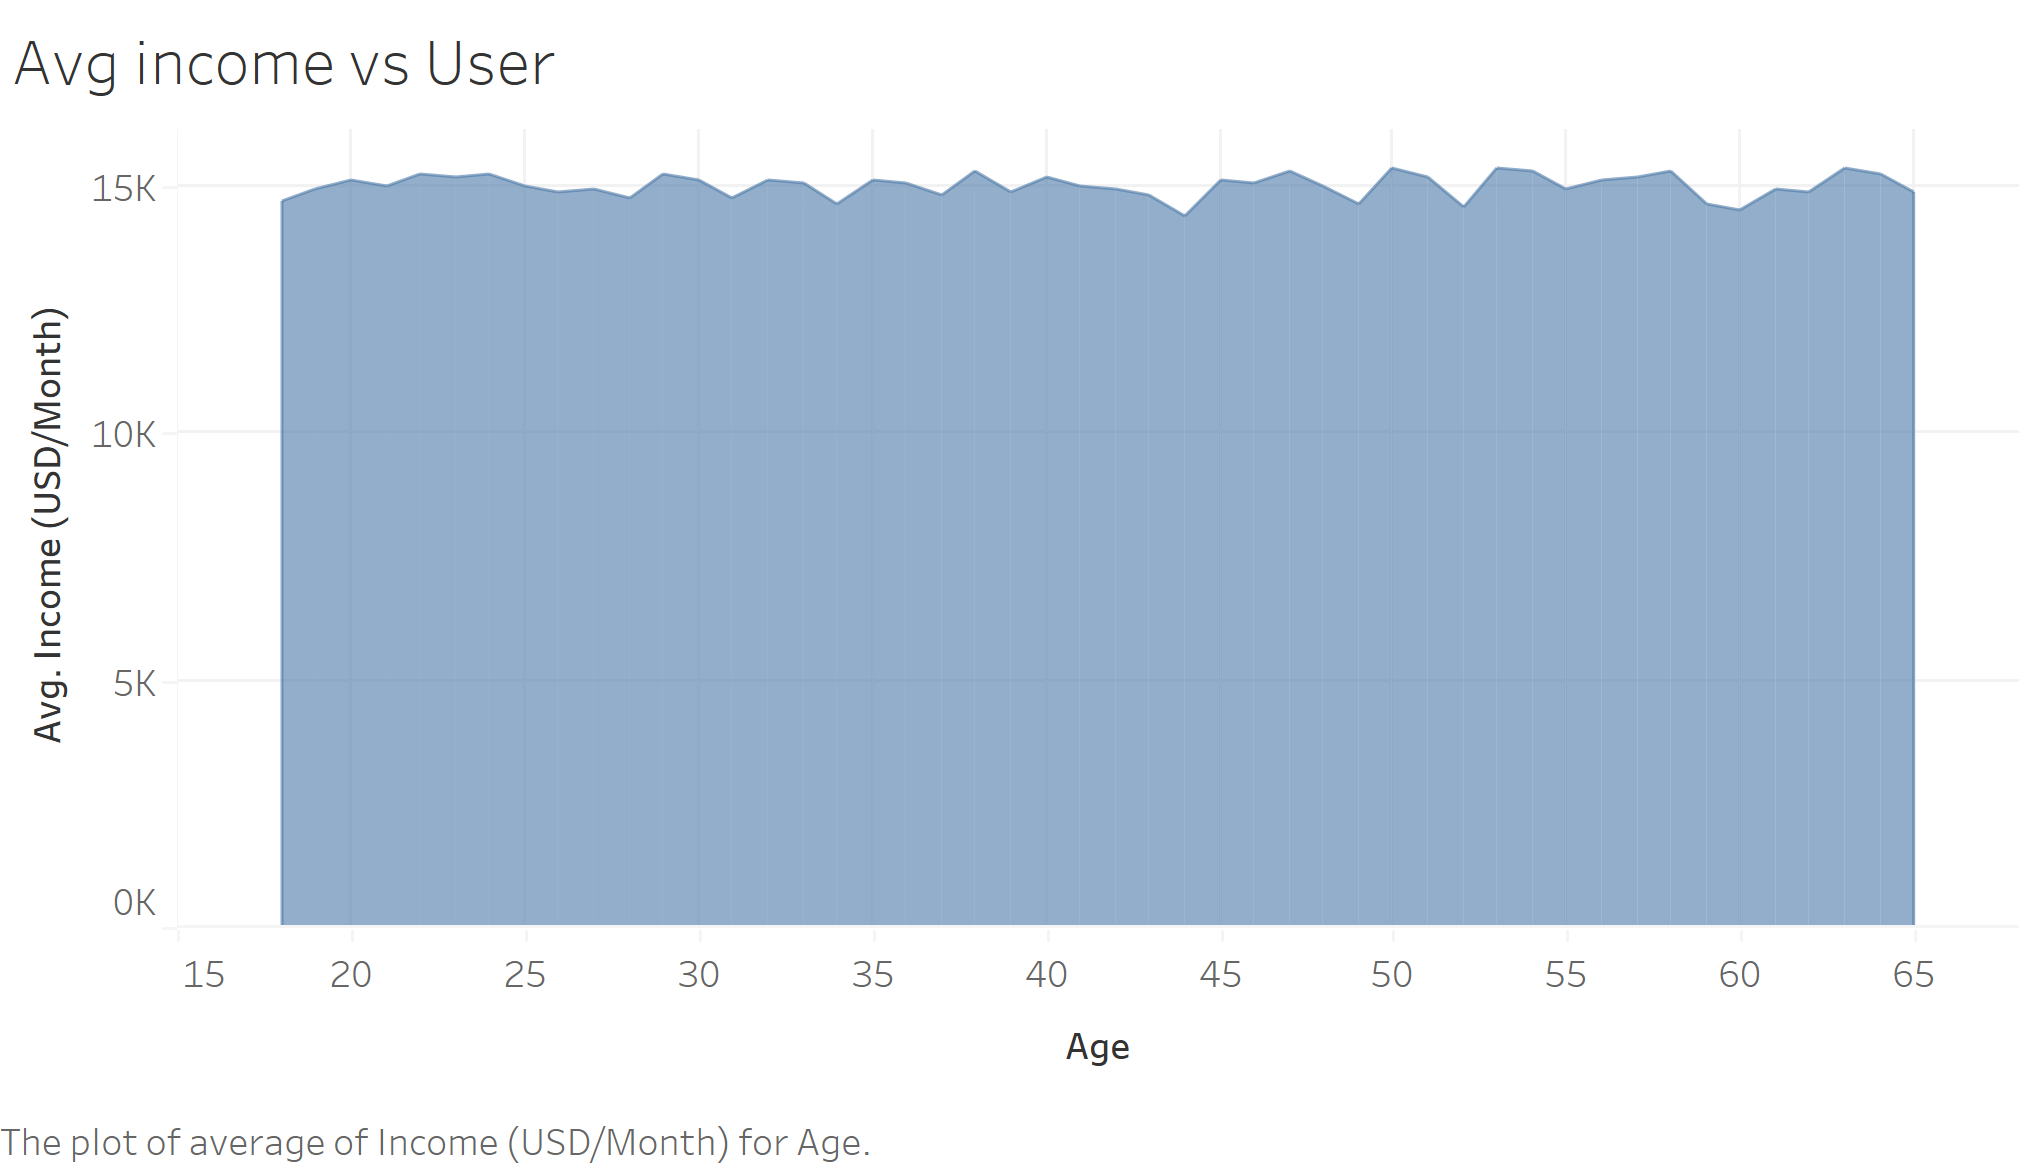 Avg income vs User
Avg. Income (USD/Month)
15K
10K
5K
0K
15 20 25 30 35 40 45 50 55 60 65
Age
The plot of average of Income (USD/Month) for Age.